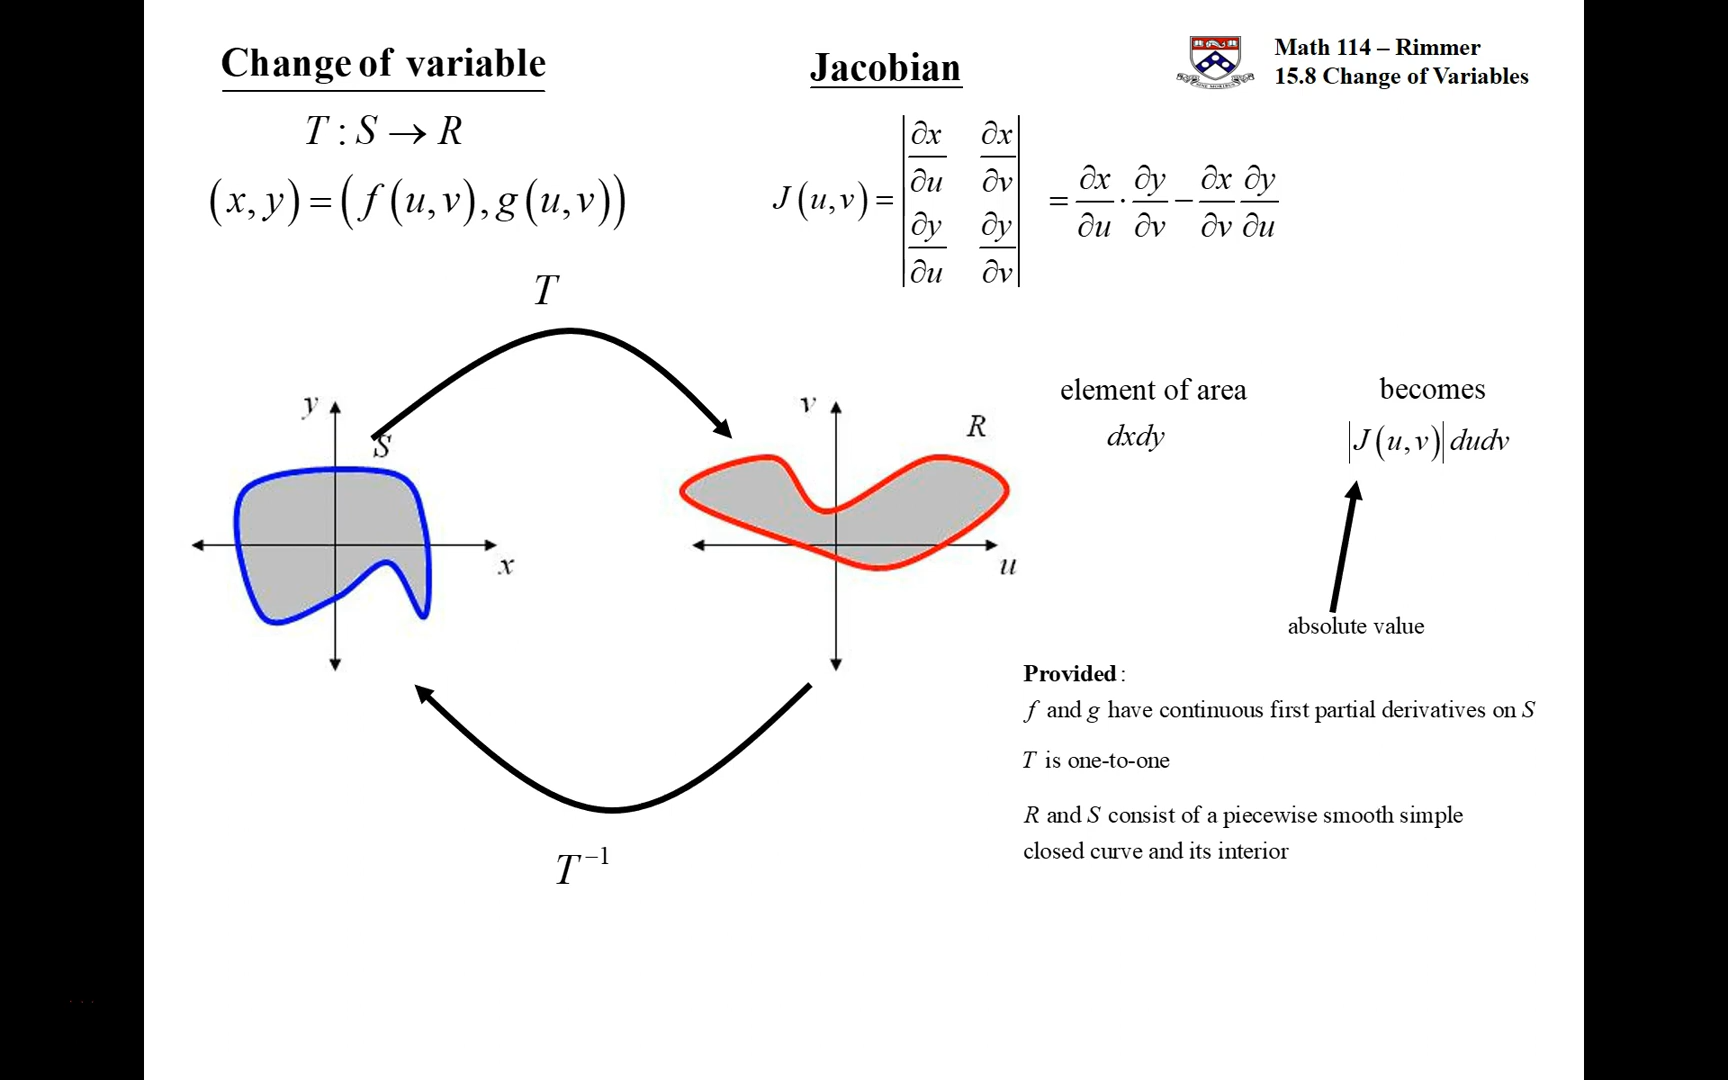 Change of variable
Jacobian
Math 114 – Rimmer
15.8 Change of Variables
T : S → R
(x, y) = (f(u, v), g(u, v))
J(u, v) = | ∂x/∂u ∂x/∂v |
| ∂y/∂u ∂y/∂v |
= ∂x/∂u · ∂y/∂v − ∂x/∂v ∂y/∂u
T
y
S
x
v
R
u
element of area
dxdy
becomes
|J(u, v)| dudv
absolute value
Provided :
f and g have continuous first partial derivatives on S
T is one-to-one
R and S consist of a piecewise smooth simple
closed curve and its interior
T⁻¹